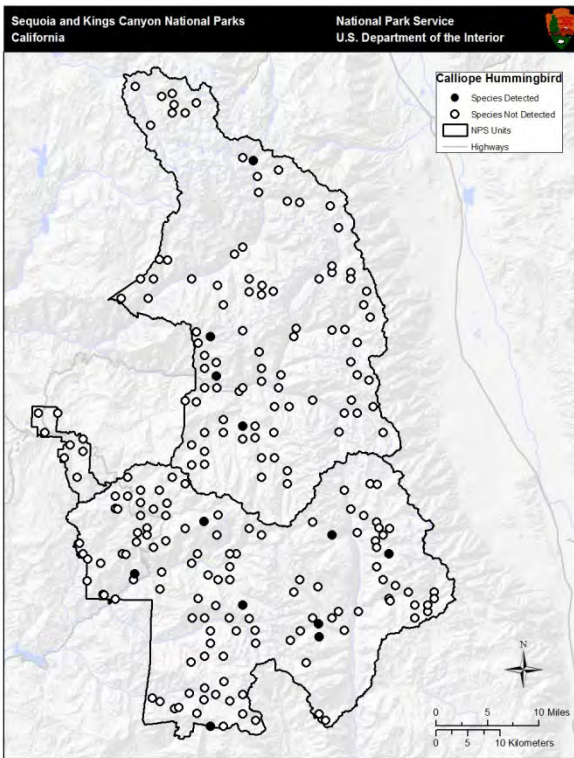 Sequoia and Kings Canyon National Parks
California
National Park Service
U.S. Department of the Interior
Calliope Hummingbird
Species Detected
Species Not Detected
NPS Units
Highways
N
0 5 10 Miles
0 5 10 Kilometers